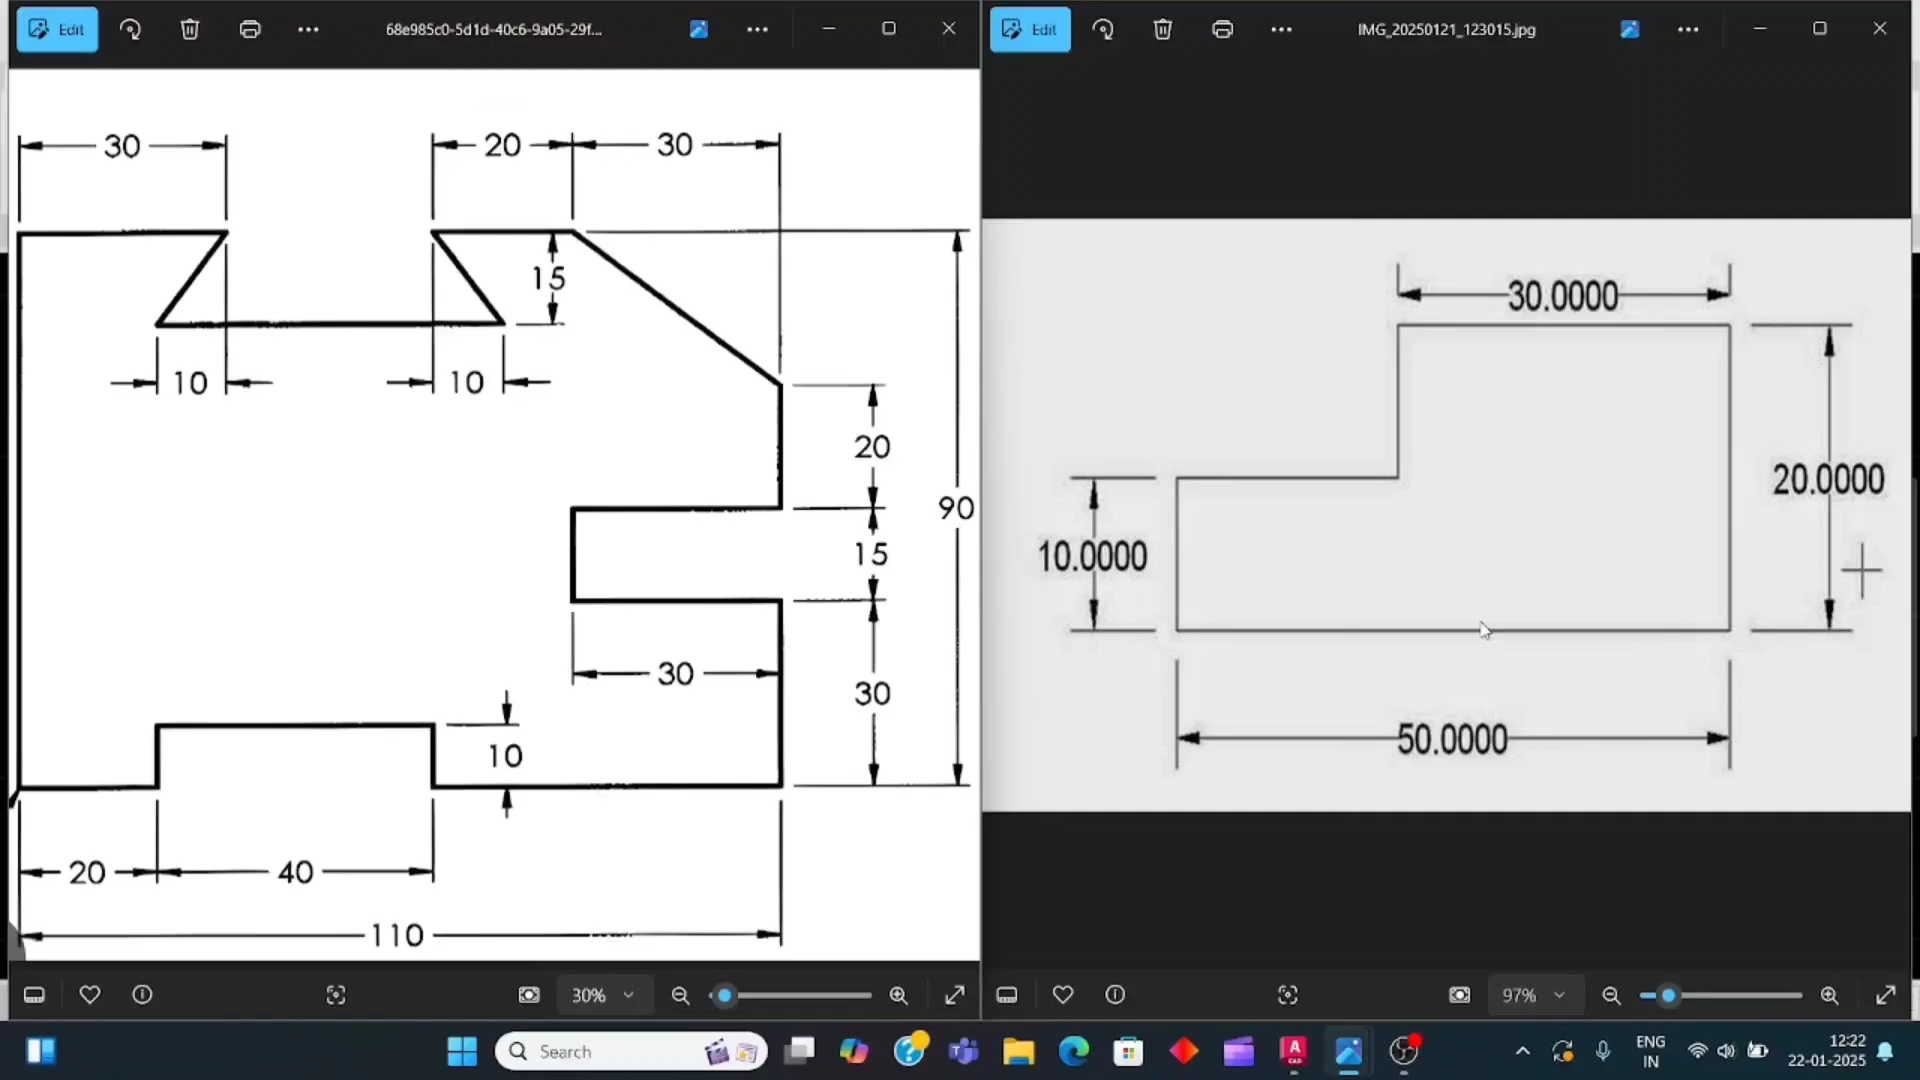 Edit
68e985c0-5d1d-40c6-9a05-29f...
Edit
IMG_20250121_123015.jpg
30
20
30
15
10
10
20
90
15
30
30
10
20
40
110
30.0000
20.0000
10.0000
50.0000
30%
97%
Search
A
CAD
ENG
IN
12:22
22-01-2025